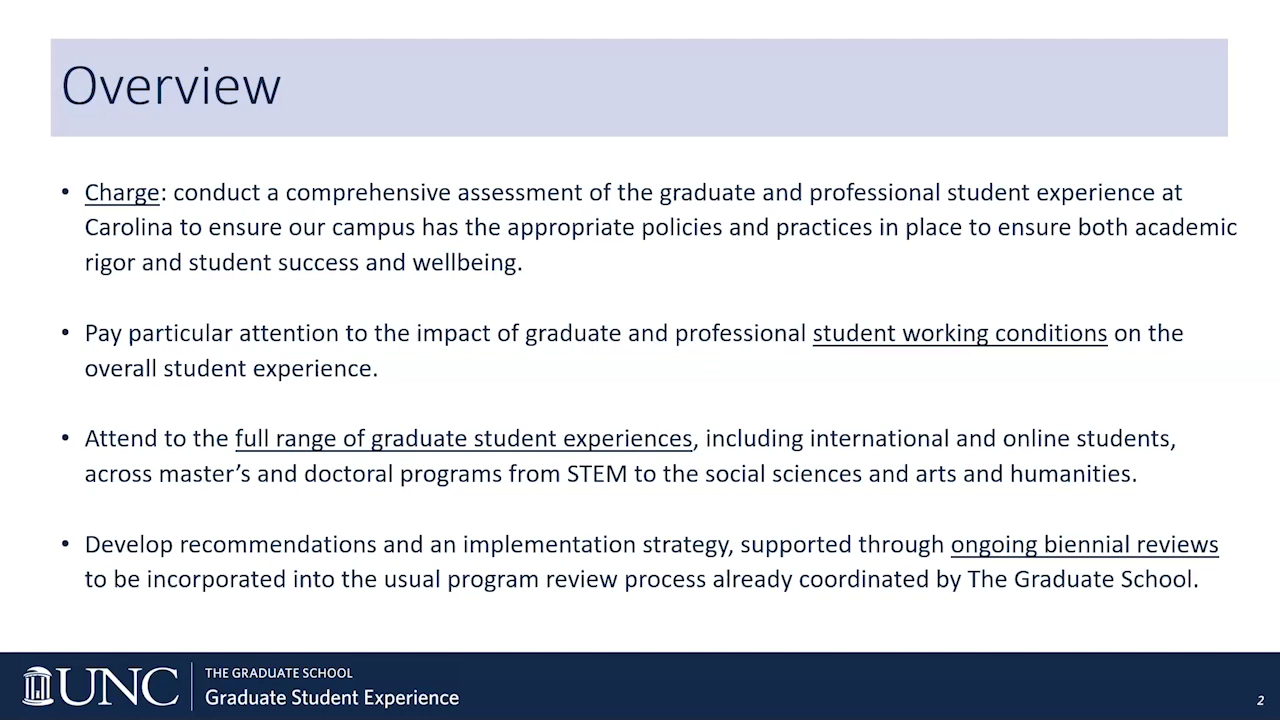 Overview
• Charge: conduct a comprehensive assessment of the graduate and professional student experience at
Carolina to ensure our campus has the appropriate policies and practices in place to ensure both academic
rigor and student success and wellbeing.
• Pay particular attention to the impact of graduate and professional student working conditions on the
overall student experience.
• Attend to the full range of graduate student experiences, including international and online students,
across master’s and doctoral programs from STEM to the social sciences and arts and humanities.
• Develop recommendations and an implementation strategy, supported through ongoing biennial reviews
to be incorporated into the usual program review process already coordinated by The Graduate School.
UNC
THE GRADUATE SCHOOL
Graduate Student Experience
2